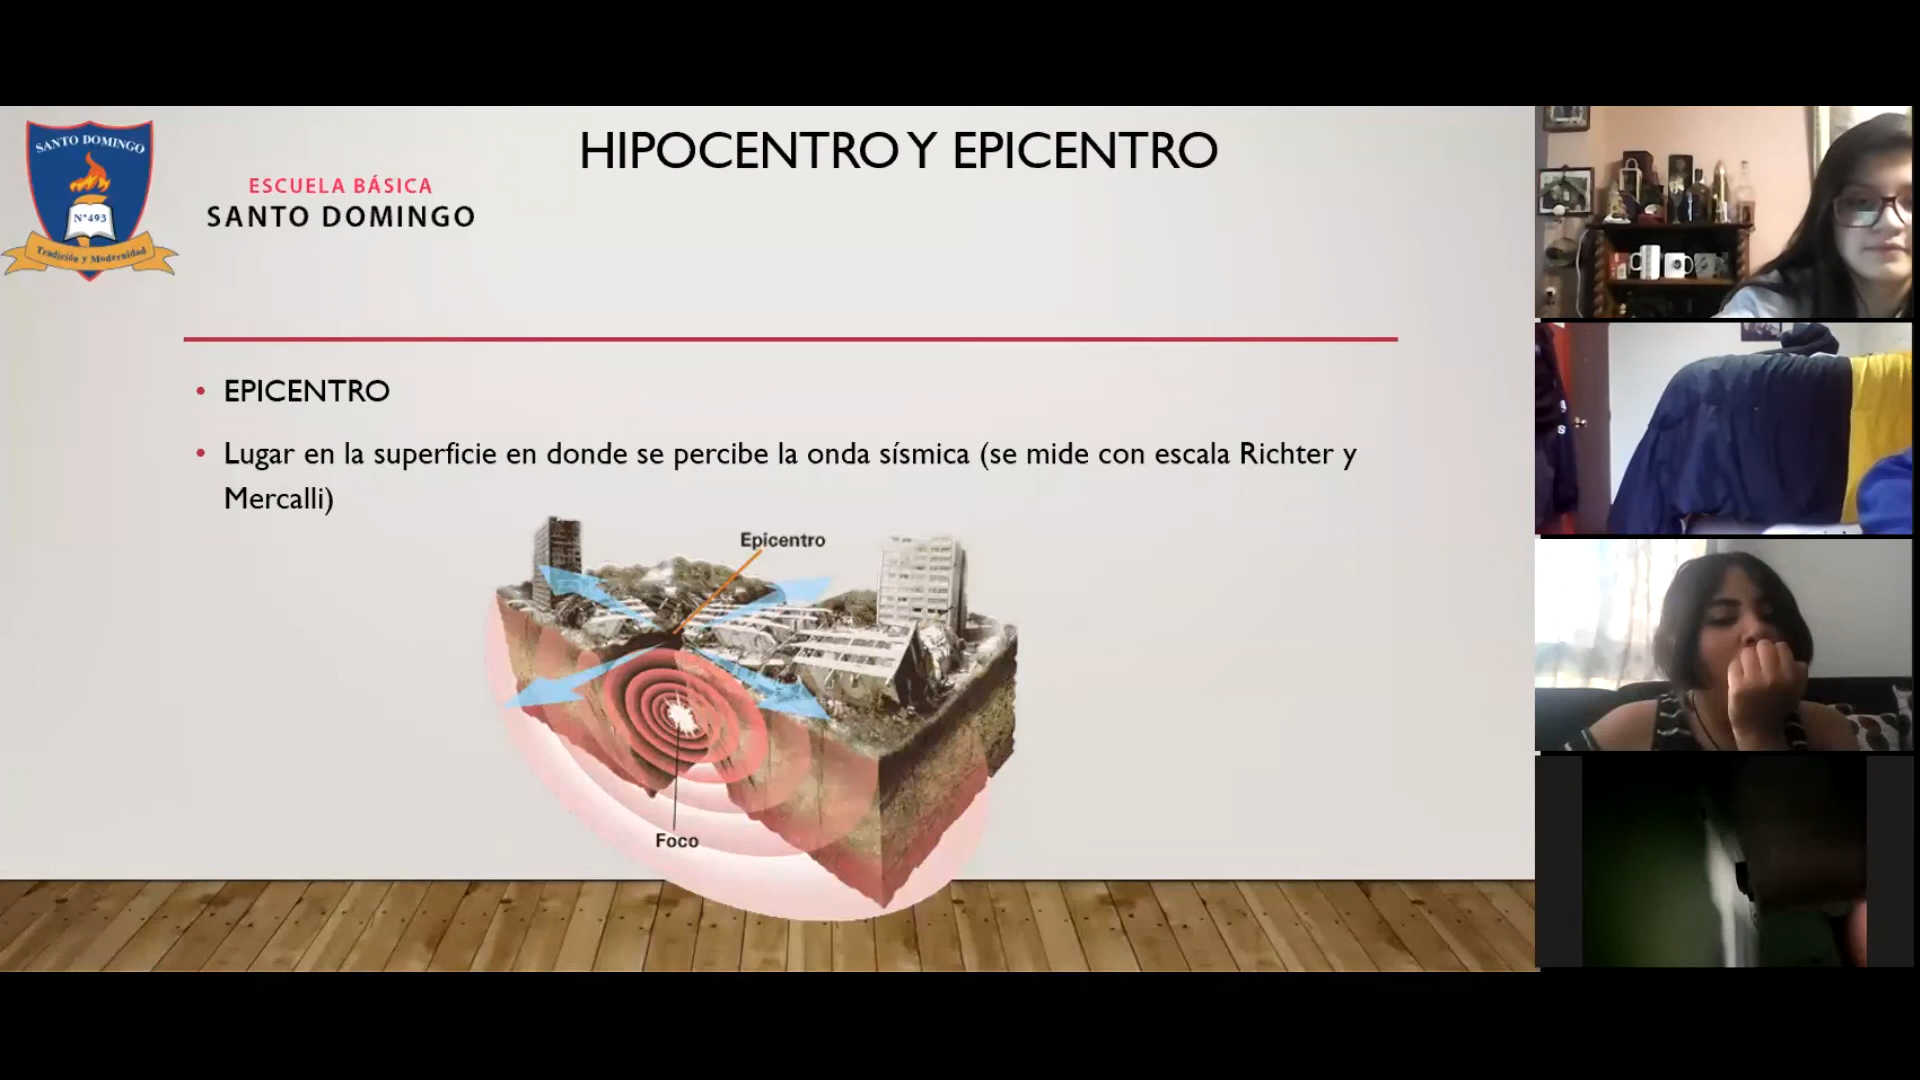 SANTO DOMINGO
N°493
Tradición y Modernidad
ESCUELA BÁSICA
SANTO DOMINGO
HIPOCENTRO Y EPICENTRO
• EPICENTRO
• Lugar en la superficie en donde se percibe la onda sísmica (se mide con escala Richter y
Mercalli)
Epicentro
Foco